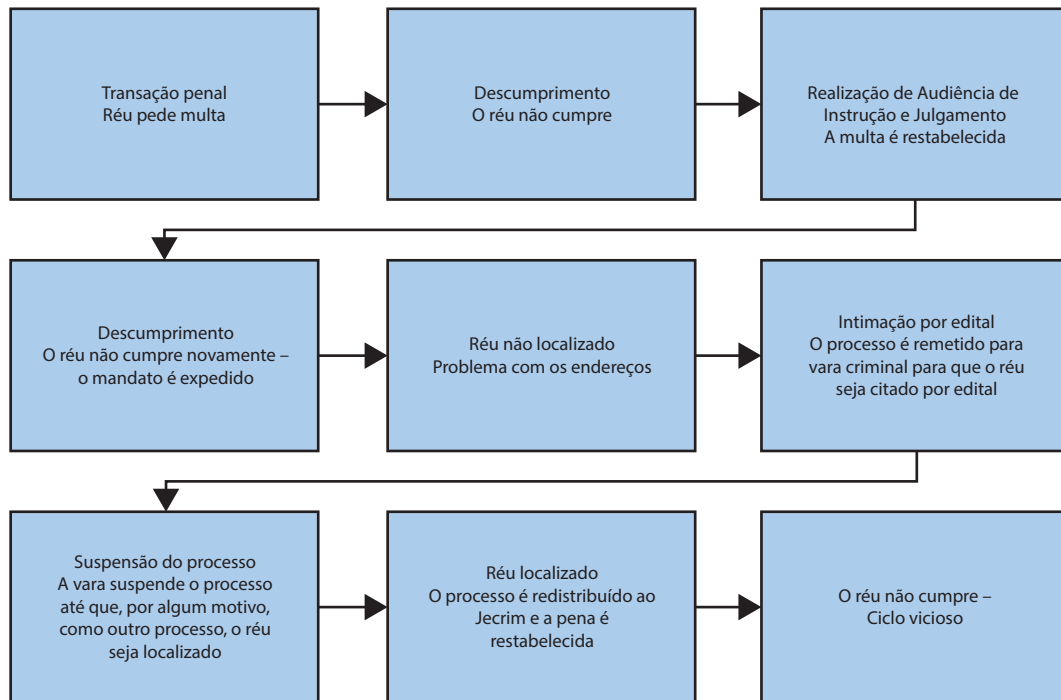 Transação penal
Réu pede multa
Descumprimento
O réu não cumpre
Realização de Audiência de
Instrução e Julgamento
A multa é restabelecida
Descumprimento
O réu não cumpre novamente –
o mandato é expedido
Réu não localizado
Problema com os endereços
Intimação por edital
O processo é remetido para
vara criminal para que o réu
seja citado por edital
Suspensão do processo
A vara suspende o processo
até que, por algum motivo,
como outro processo, o réu
seja localizado
Réu localizado
O processo é redistribuído ao
Jecrim e a pena é
restabelecida
O réu não cumpre –
Ciclo vicioso